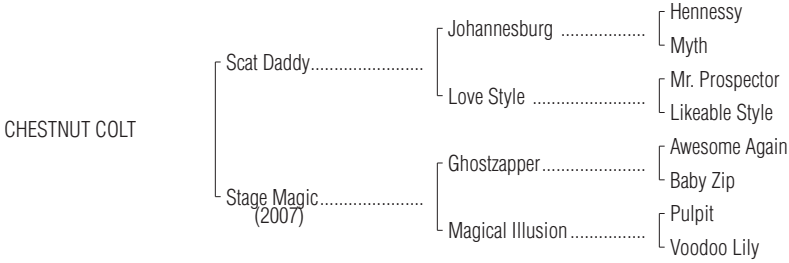 Hennessy
Johannesburg ..................
Myth
Scat Daddy........................
Mr. Prospector
Love Style ........................
Likeable Style
CHESTNUT COLT
Awesome Again
Ghostzapper......................
Baby Zip
Stage Magic......................
(2007)
Pulpit
Magical Illusion................
Voodoo Lily